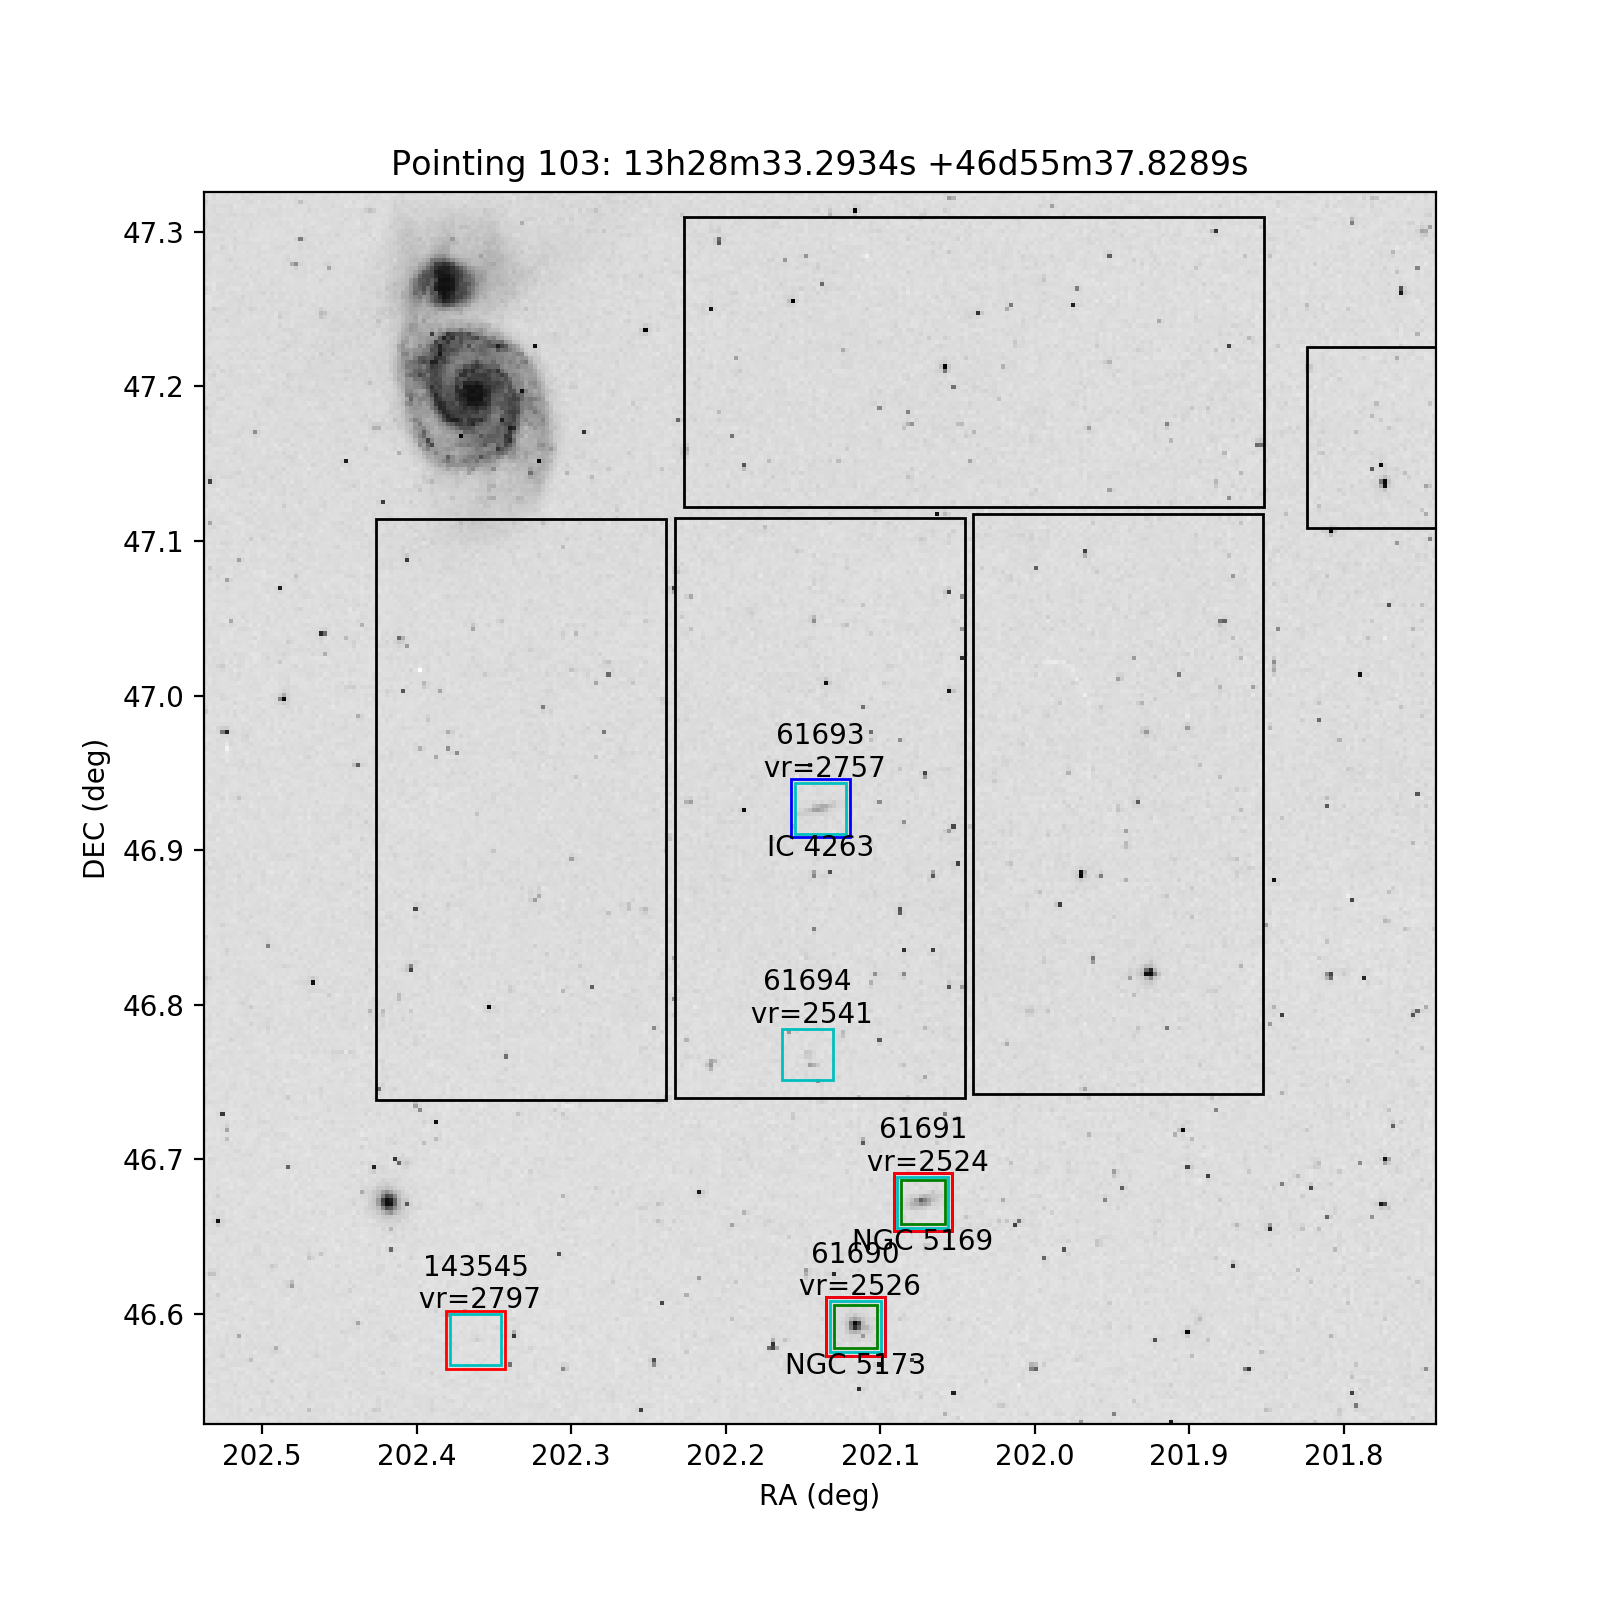 Pointing 103: 13h28m33.2934s +46d55m37.8289s
47.3
47.2
47.1
47.0
46.9
46.8
46.7
46.6
DEC (deg)
61693
vr=2757
IC 4263
61694
vr=2541
61691
vr=2524
NGC 5169
61690
vr=2526
NGC 5173
143545
vr=2797
202.5 202.4 202.3 202.2 202.1 202.0 201.9 201.8
RA (deg)